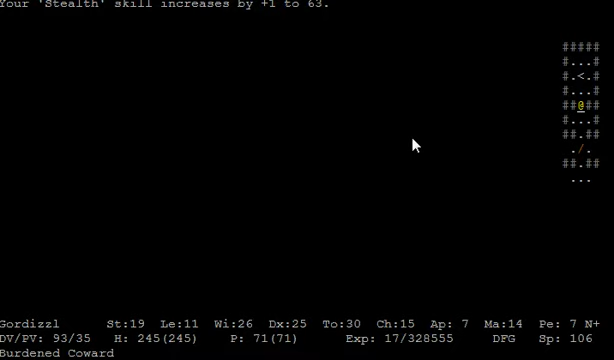 Your 'Stealth' skill increases by +1 to 63.
#####
#...#
#.<.#
#...#
##@##
#...#
##.##
./.
##.##
...
Gordizzl St:19 Le:11 Wi:26 Dx:25 To:30 Ch:15 Ap: 7 Ma:14 Pe: 7 N+
DV/PV: 93/35 H: 245(245) P: 71(71) Exp: 17/328555 DFG Sp: 106
Burdened Coward